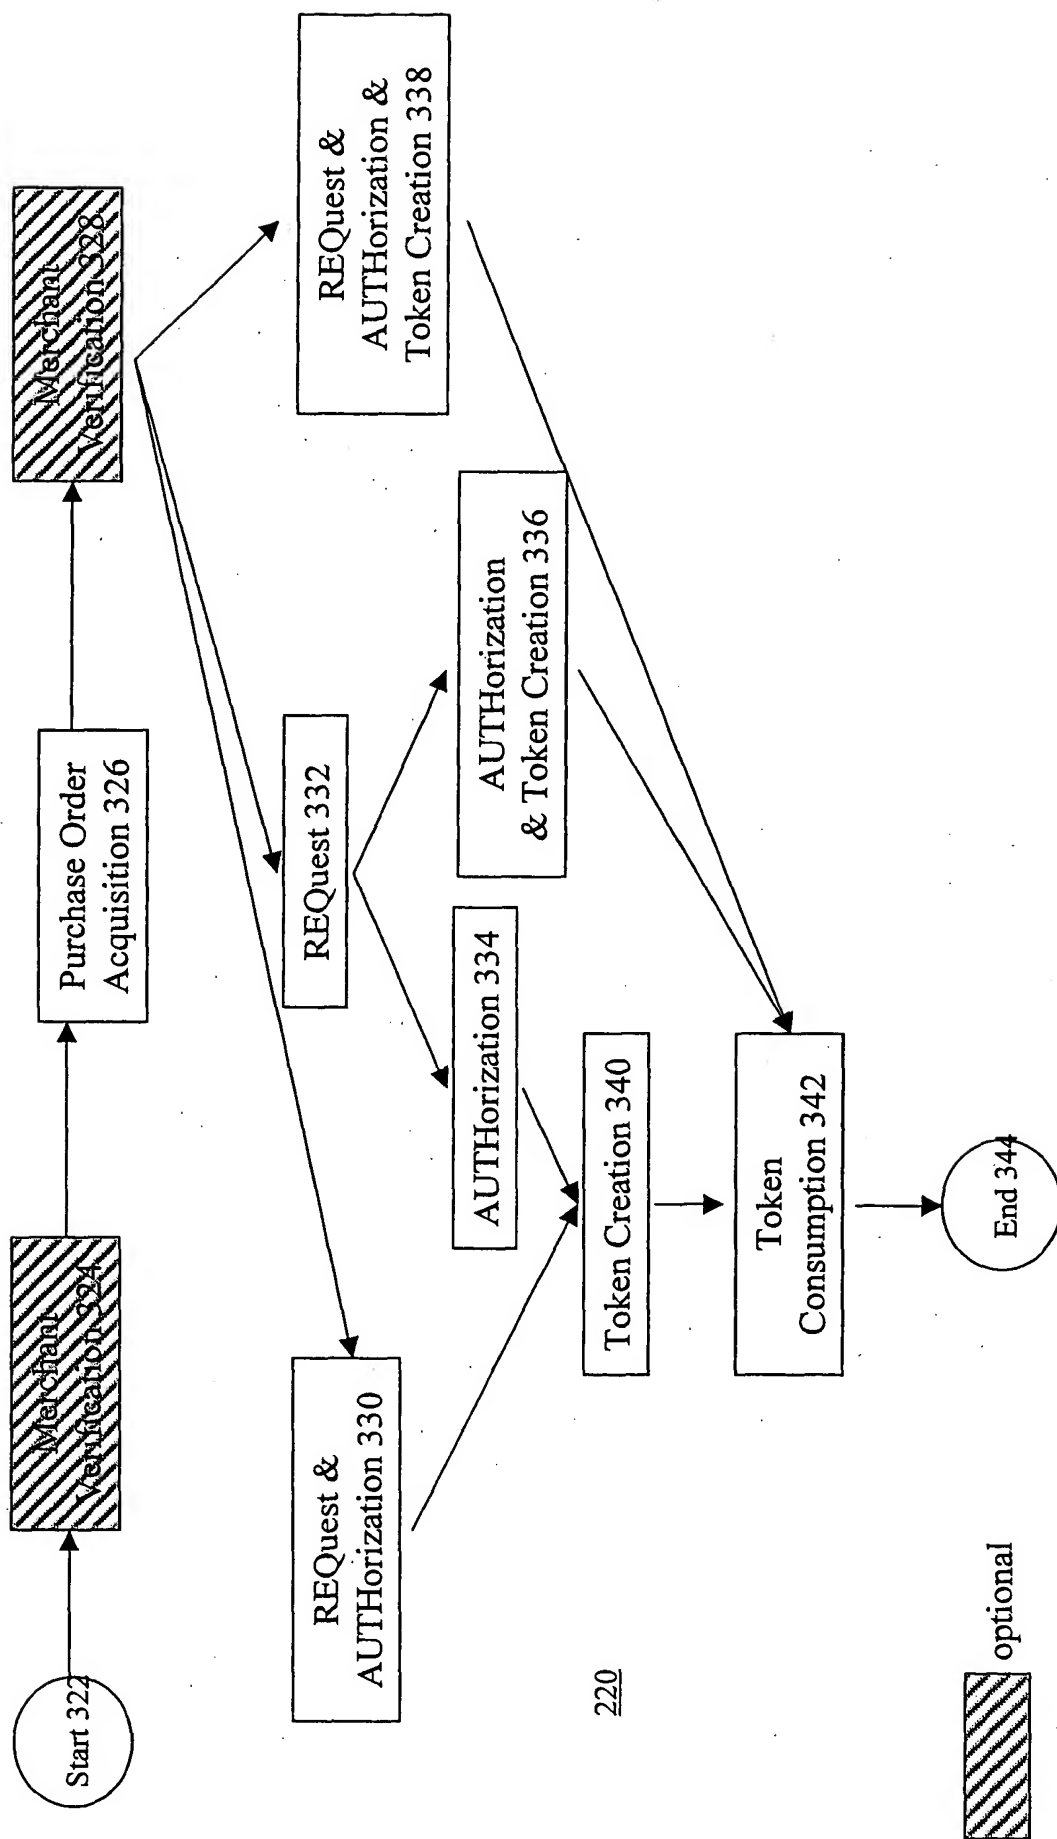 Start 322
Merchant
Verification 324
Purchase Order
Acquisition 326
Merchant
Verification 328
REQuest &
AUTHorization 330
REQuest 332
REQuest &
AUTHorization &
Token Creation 338
AUTHorization 334
AUTHorization
& Token Creation 336
Token Creation 340
Token
Consumption 342
End 344
220
optional